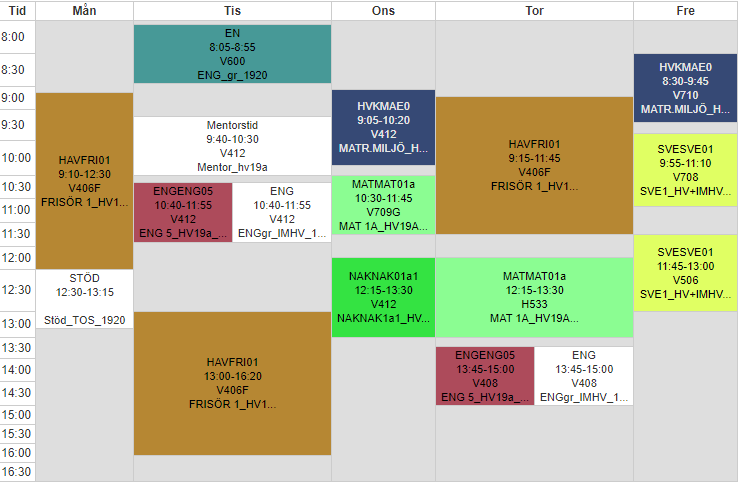 Tid
Mån
Tis
Ons
Tor
Fre
8:00
8:30
9:00
9:30
10:00
10:30
11:00
11:30
12:00
12:30
13:00
13:30
14:00
14:30
15:00
15:30
16:00
16:30
HAVFRI01
9:10-12:30
V406F
FRISÖR 1_HV1...
STÖD
12:30-13:15
Stöd_TOS_1920
EN
8:05-8:55
V600
ENG_gr_1920
Mentorstid
9:40-10:30
V412
Mentor_hv19a
ENGENG05
10:40-11:55
V412
ENG 5_HV19a_...
ENG
10:40-11:55
V412
ENGgr_IMHV_1...
HAVFRI01
13:00-16:20
V406F
FRISÖR 1_HV1...
HVKMAE0
9:05-10:20
V412
MATR.MILJÖ_H...
MATMAT01a
10:30-11:45
V709G
MAT 1A_HV19A...
NAKNAK01a1
12:15-13:30
V412
NAKNAK1a1_HV...
HAVFRI01
9:15-11:45
V406F
FRISÖR 1_HV1...
MATMAT01a
12:15-13:30
H533
MAT 1A_HV19A...
ENGENG05
13:45-15:00
V408
ENG 5_HV19a_...
ENG
13:45-15:00
V408
ENGgr_IMHV_1...
HVKMAE0
8:30-9:45
V710
MATR.MILJÖ_H...
SVESVE01
9:55-11:10
V708
SVE1_HV+IMHV...
SVESVE01
11:45-13:00
V506
SVE1_HV+IMHV...